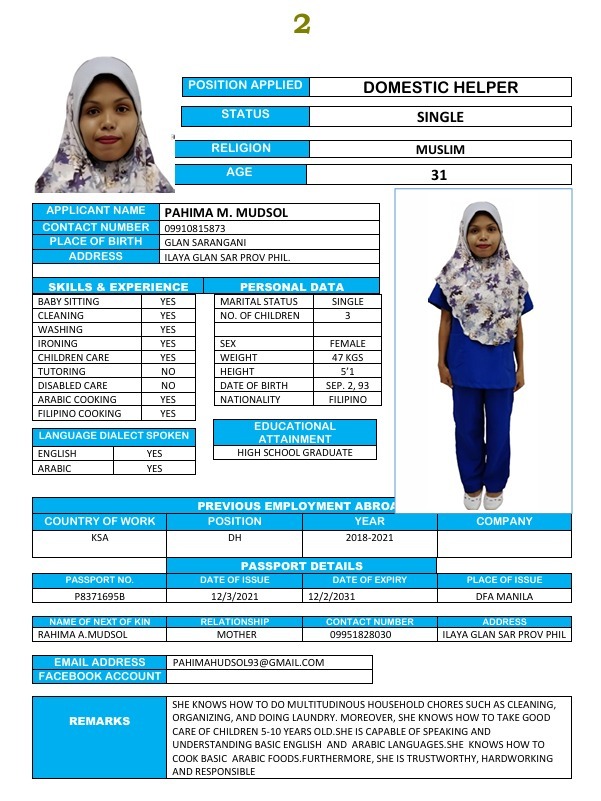 2
POSITION APPLIED DOMESTIC HELPER
STATUS SINGLE
RELIGION MUSLIM
AGE 31
APPLICANT NAME PAHIMA M. MUDSOL
CONTACT NUMBER 09910815873
PLACE OF BIRTH GLAN SARANGANI
ADDRESS ILAYA GLAN SAR PROV PHIL.
SKILLS & EXPERIENCE PERSONAL DATA
BABY SITTING YES MARITAL STATUS SINGLE
CLEANING YES NO. OF CHILDREN 3
WASHING YES
IRONING YES SEX FEMALE
CHILDREN CARE YES WEIGHT 47 KGS
TUTORING NO HEIGHT 5'1
DISABLED CARE NO DATE OF BIRTH SEP. 2, 93
ARABIC COOKING YES NATIONALITY FILIPINO
FILIPINO COOKING YES
LANGUAGE DIALECT SPOKEN
ENGLISH YES
ARABIC YES
EDUCATIONAL
ATTAINMENT
HIGH SCHOOL GRADUATE
PREVIOUS EMPLOYMENT ABROA
COUNTRY OF WORK POSITION YEAR COMPANY
KSA DH 2018-2021
PASSPORT DETAILS
PASSPORT NO. DATE OF ISSUE DATE OF EXPIRY PLACE OF ISSUE
P8371695B 12/3/2021 12/2/2031 DFA MANILA
NAME OF NEXT OF KIN RELATIONSHIP CONTACT NUMBER ADDRESS
RAHIMA A.MUDSOL MOTHER 09951828030 ILAYA GLAN SAR PROV PHIL
EMAIL ADDRESS PAHIMAHUDSOL93@GMAIL.COM
FACEBOOK ACCOUNT
REMARKS
SHE KNOWS HOW TO DO MULTITUDINOUS HOUSEHOLD CHORES SUCH AS CLEANING,
ORGANIZING, AND DOING LAUNDRY. MOREOVER, SHE KNOWS HOW TO TAKE GOOD
CARE OF CHILDREN 5-10 YEARS OLD.SHE IS CAPABLE OF SPEAKING AND
UNDERSTANDING BASIC ENGLISH AND ARABIC LANGUAGES.SHE KNOWS HOW TO
COOK BASIC ARABIC FOODS.FURTHERMORE, SHE IS TRUSTWORTHY, HARDWORKING
AND RESPONSIBLE